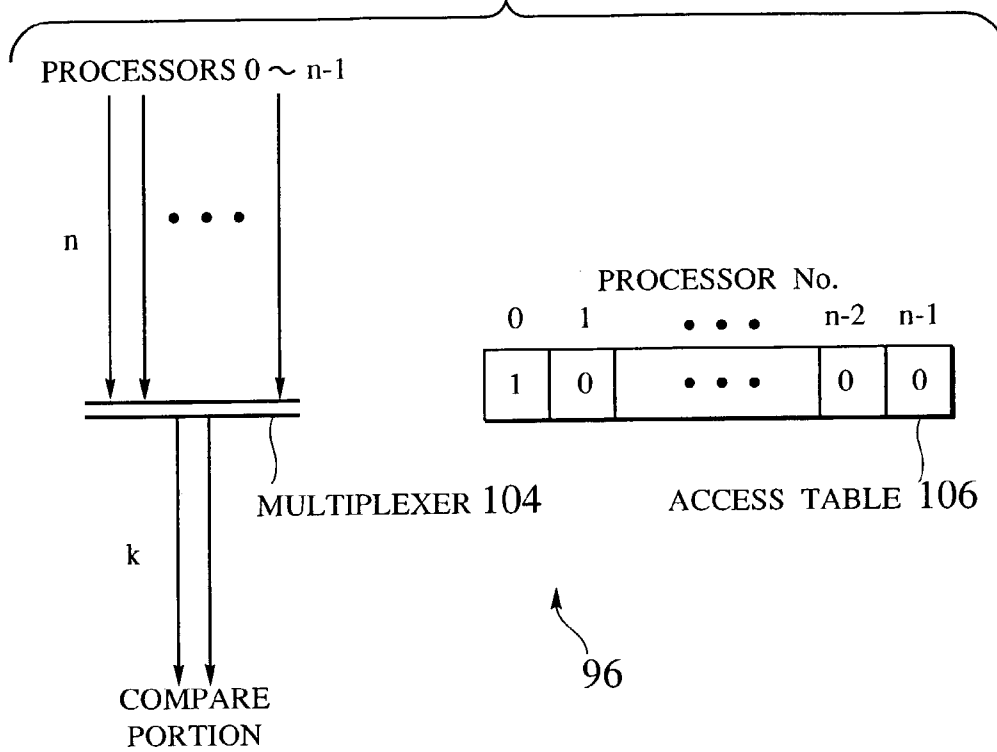 PROCESSORS 0 ~ n-1
n
• • •
PROCESSOR No.
0 1 • • • n-2 n-1
1 0 • • • 0 0
MULTIPLEXER 104
ACCESS TABLE 106
k
96
COMPARE
PORTION